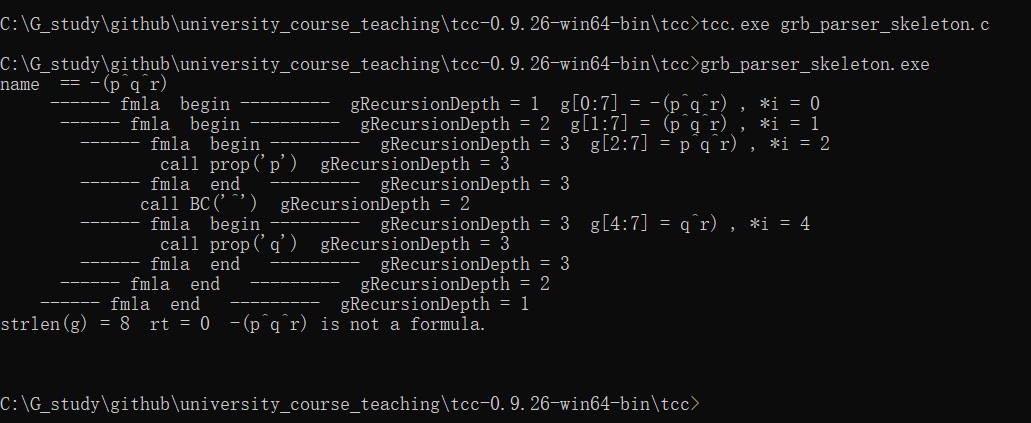 C:\G_study\github\university_course_teaching\tcc-0.9.26-win64-bin\tcc>tcc.exe grb_parser_skeleton.c
C:\G_study\github\university_course_teaching\tcc-0.9.26-win64-bin\tcc>grb_parser_skeleton.exe
name  == -(p^q^r)
     ------ fmla  begin ---------  gRecursionDepth = 1  g[0:7] = -(p^q^r) , *i = 0
      ------ fmla  begin ---------  gRecursionDepth = 2  g[1:7] = (p^q^r) , *i = 1
        ------ fmla  begin ---------  gRecursionDepth = 3  g[2:7] = p^q^r) , *i = 2
                call prop('p')  gRecursionDepth = 3
        ------ fmla  end   ---------  gRecursionDepth = 3
              call BC('^')  gRecursionDepth = 2
        ------ fmla  begin ---------  gRecursionDepth = 3  g[4:7] = q^r) , *i = 4
                call prop('q')  gRecursionDepth = 3
        ------ fmla  end   ---------  gRecursionDepth = 3
      ------ fmla  end   ---------  gRecursionDepth = 2
    ------ fmla  end   ---------  gRecursionDepth = 1
strlen(g) = 8  rt = 0  -(p^q^r) is not a formula.
C:\G_study\github\university_course_teaching\tcc-0.9.26-win64-bin\tcc>